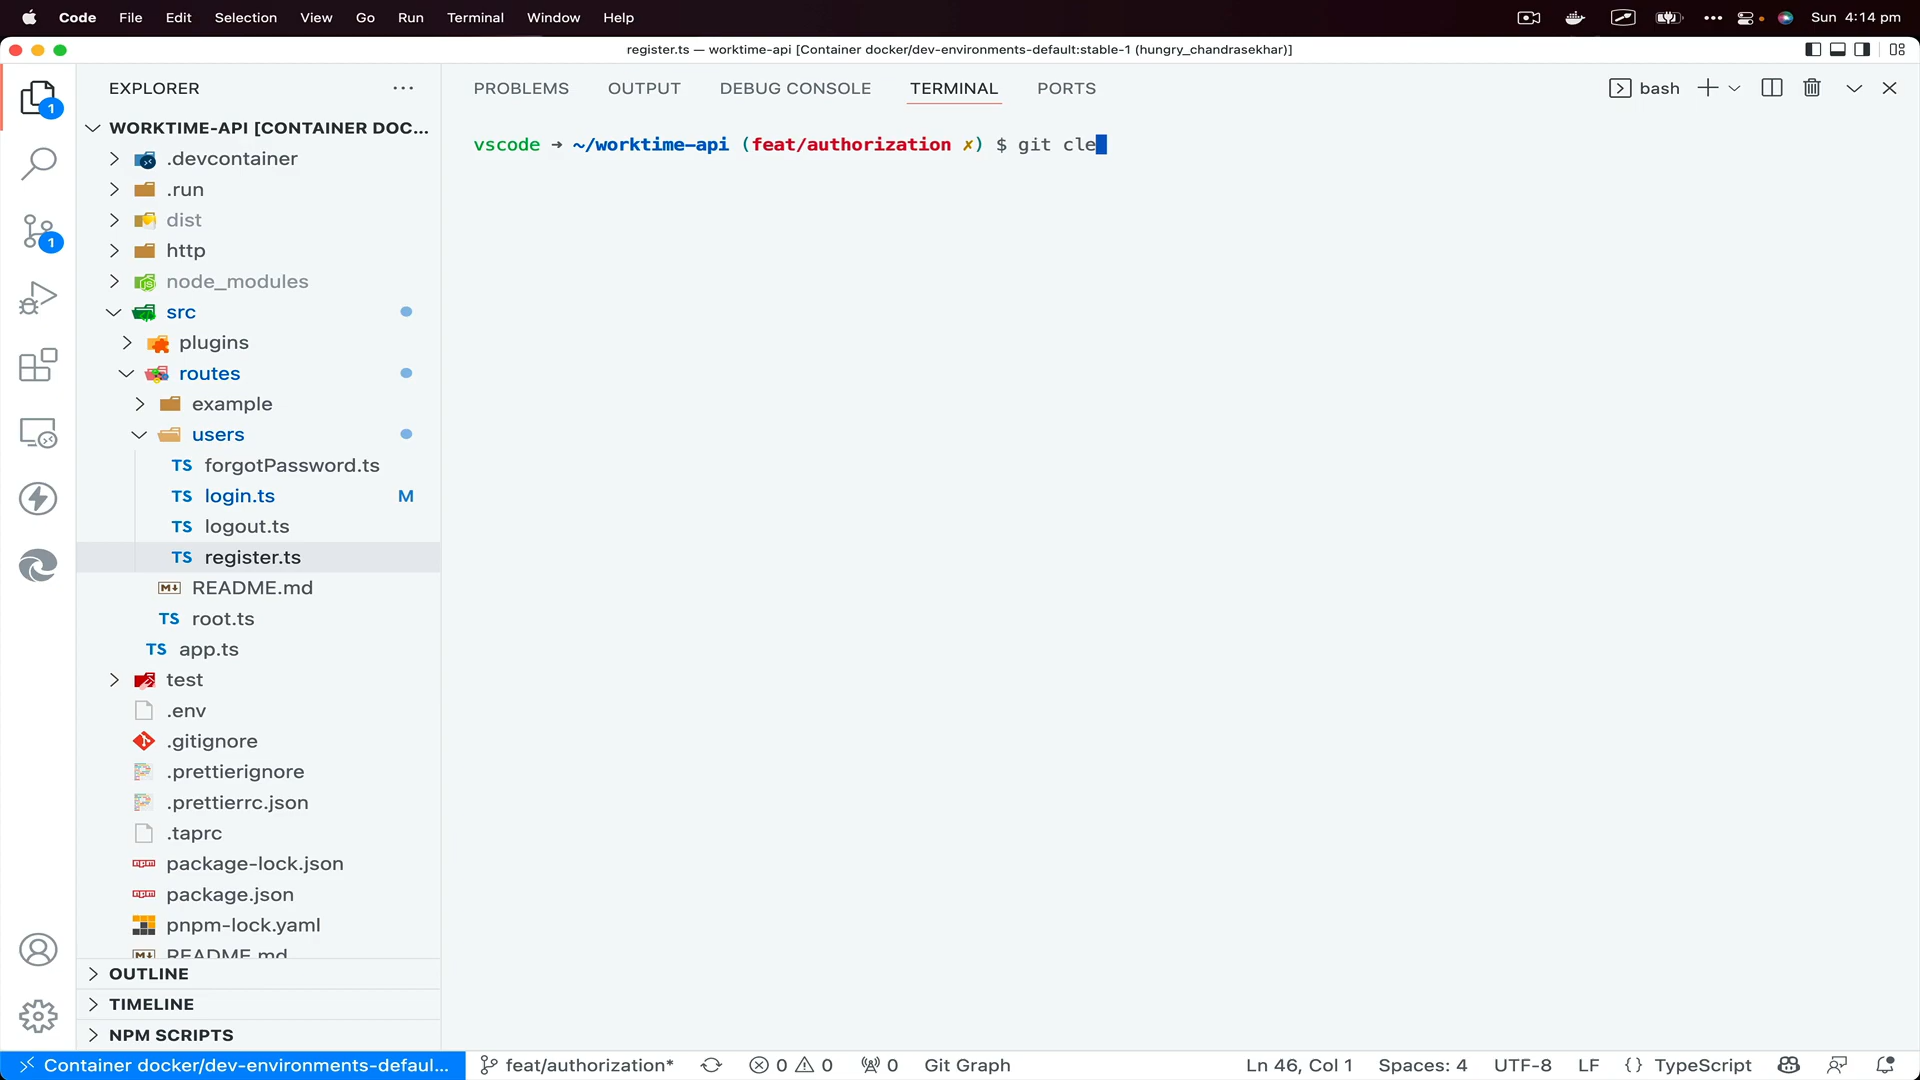 Code File Edit Selection View Go Run Terminal Window Help Sun 4:14 pm
register.ts — worktime-api [Container docker/dev-environments-default:stable-1 (hungry_chandrasekhar)]
EXPLORER
PROBLEMS OUTPUT DEBUG CONSOLE TERMINAL PORTS bash
WORKTIME-API [CONTAINER DOC...
vscode → ~/worktime-api (feat/authorization ✗) $ git cle
.devcontainer
.run
dist
http
node_modules
src
plugins
routes
example
users
TS forgotPassword.ts
TS login.ts M
TS logout.ts
TS register.ts
README.md
TS root.ts
TS app.ts
test
.env
.gitignore
.prettierignore
.prettierrc.json
.taprc
package-lock.json
package.json
pnpm-lock.yaml
README.md
OUTLINE
TIMELINE
NPM SCRIPTS
1
1
Container docker/dev-environments-defaul... feat/authorization* 0 0 0 Git Graph Ln 46, Col 1 Spaces: 4 UTF-8 LF {} TypeScript